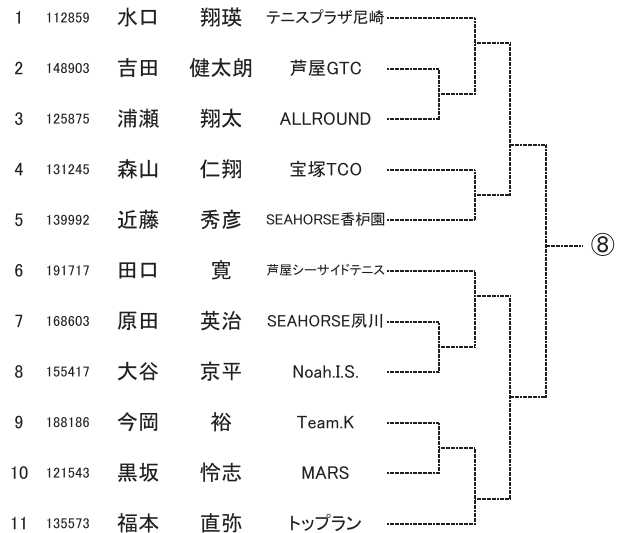 1 112859 水口 翔瑛 テニスプラザ尼崎
2 148903 吉田 健太朗 芦屋GTC
3 125875 浦瀬 翔太 ALLROUND
4 131245 森山 仁翔 宝塚TCO
5 139992 近藤 秀彦 SEAHORSE香枦園
⑧
6 191717 田口 寛 芦屋シーサイドテニス
7 168603 原田 英治 SEAHORSE夙川
8 155417 大谷 京平 Noah.I.S.
9 188186 今岡 裕 Team.K
10 121543 黒坂 怜志 MARS
11 135573 福本 直弥 トップラン